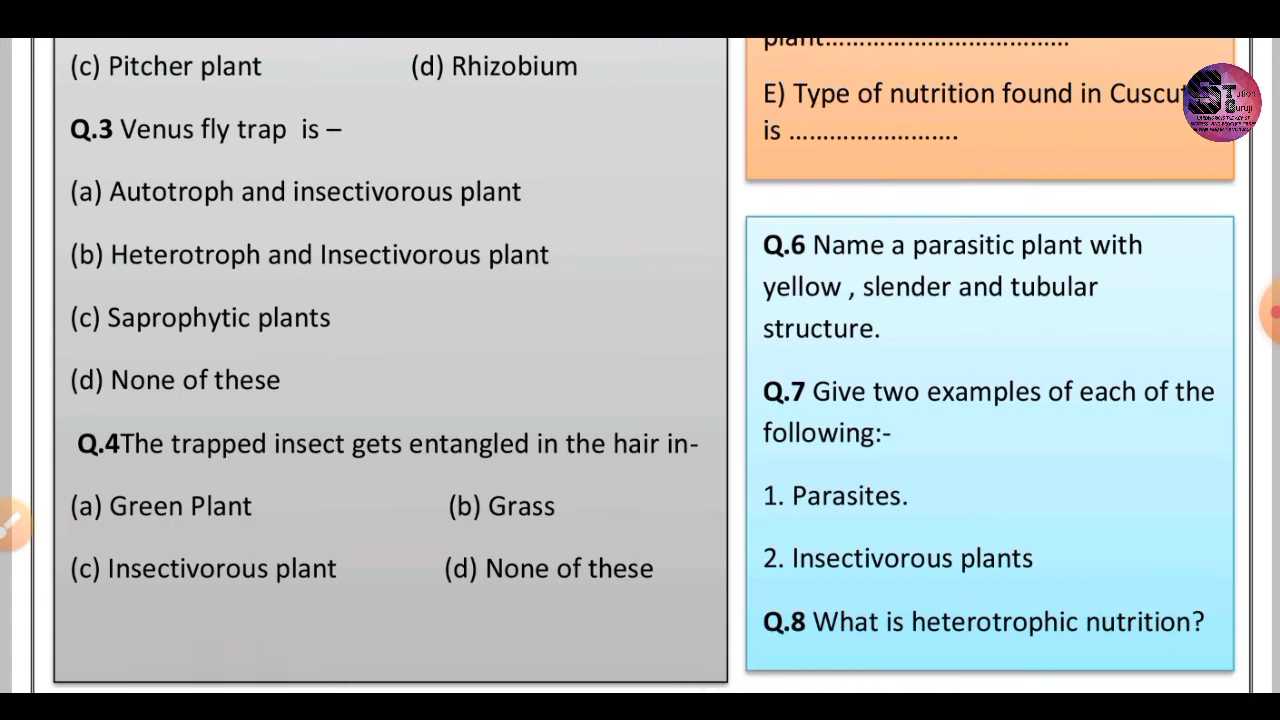 (c) Pitcher plant (d) Rhizobium
Q.3 Venus fly trap is –
(a) Autotroph and insectivorous plant
(b) Heterotroph and Insectivorous plant
(c) Saprophytic plants
(d) None of these
Q.4The trapped insect gets entangled in the hair in-
(a) Green Plant (b) Grass
(c) Insectivorous plant (d) None of these
plant....................................
E) Type of nutrition found in Cuscut
is ........................
Q.6 Name a parasitic plant with
yellow , slender and tubular
structure.
Q.7 Give two examples of each of the
following:-
1. Parasites.
2. Insectivorous plants
Q.8 What is heterotrophic nutrition?